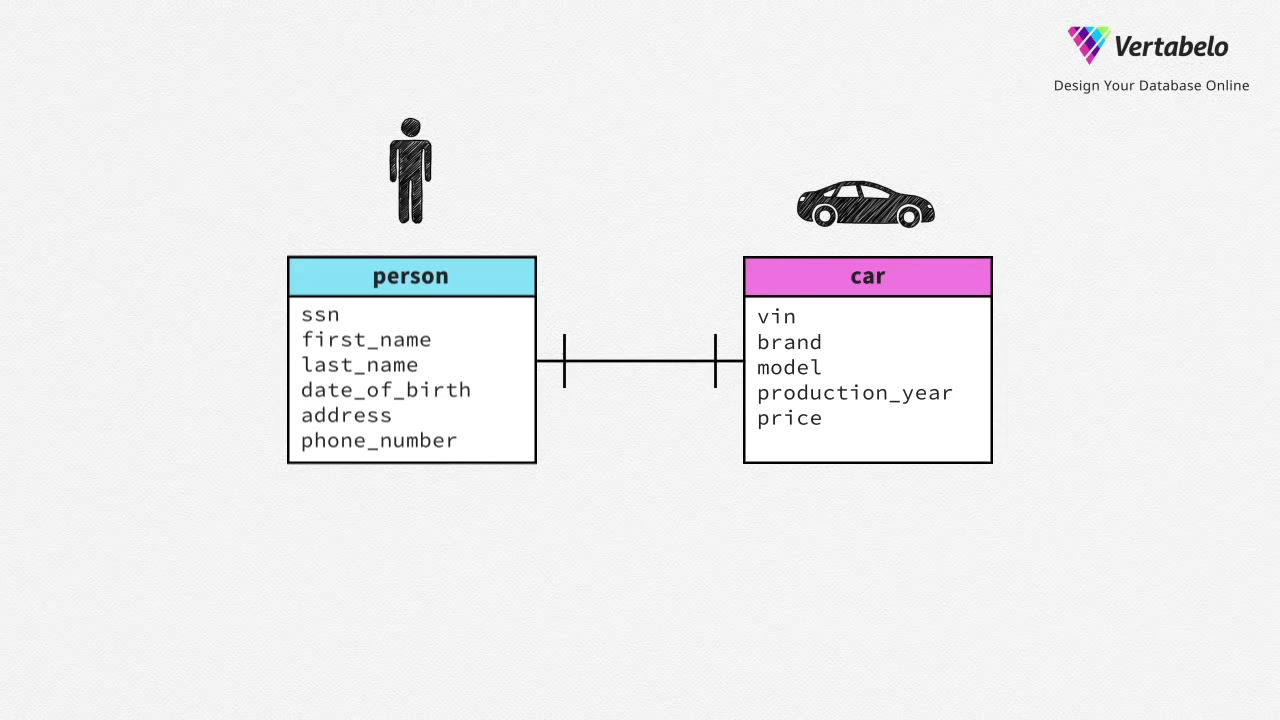 Vertabelo
Design Your Database Online
person
ssn
first_name
last_name
date_of_birth
address
phone_number
car
vin
brand
model
production_year
price